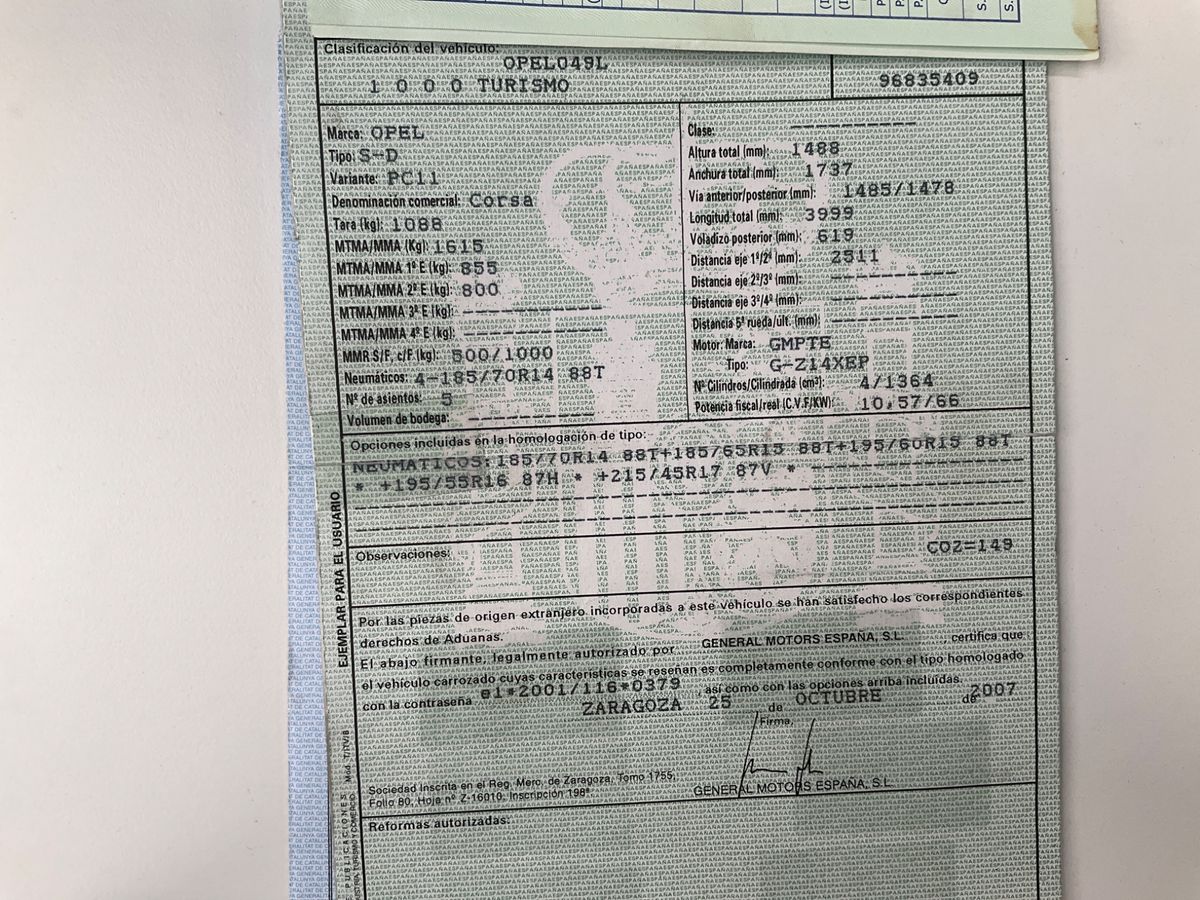 Clasificación del vehículo:
OPEL049L
1 0 0 0 TURISMO
96835409
Marca: OPEL
Tipo: S-D
Variante: PC11
Denominación comercial: Corsa
Tara (kg): 1088
MTMA/MMA (Kg): 1615
MTMA/MMA 1º E (kg): 855
MTMA/MMA 2º E (kg): 800
MTMA/MMA 3º E (kg):
MTMA/MMA 4º E (kg):
MMR S/F, c/F (kg): 500/1000
Neumáticos: 4-185/70R14 88T
Nº de asientos: 5
Volumen de bodega:
Clase:
Altura total (mm): 1488
Anchura total (mm): 1737
Vía anterior/posterior (mm): 1485/1478
Longitud total (mm): 3999
Voladizo posterior (mm): 619
Distancia eje 1º/2º (mm): 2511
Distancia eje 2º/3º (mm):
Distancia eje 3º/4º (mm):
Distancia 5ª rueda/últ. (mm):
Motor: Marca: GMPTE
Tipo: G-Z14XEP
Nº Cilindros/Cilindrada (cm³): 4/1364
Potencia fiscal/real (C.V.F/KW): 10,57/66
Opciones incluidas en la homologación de tipo:
NEUMATICOS: 185/70R14 88T+185/65R15 88T+195/60R15 88T
* +195/55R16 87H * +215/45R17 87V *
Observaciones:
CO2=149
Por las piezas de origen extranjero incorporadas a este vehículo se han satisfecho los correspondientes
derechos de Aduanas.
El abajo firmante, legalmente autorizado por GENERAL MOTORS ESPAÑA, S.L. , certifica que
el vehículo carrozado cuyas características se reseñan es completamente conforme con el tipo homologado
con la contraseña e1*2001/116*0379 , así como con las opciones arriba incluidas.
ZARAGOZA 25 de OCTUBRE de 2007
Firma,
Sociedad Inscrita en el Reg. Merc. de Zaragoza, Tomo 1755,
Folio 80, Hoja nº Z-16010, Inscripción 198ª
GENERAL MOTORS ESPAÑA, S.L.
Reformas autorizadas:
EJEMPLAR PARA EL USUARIO